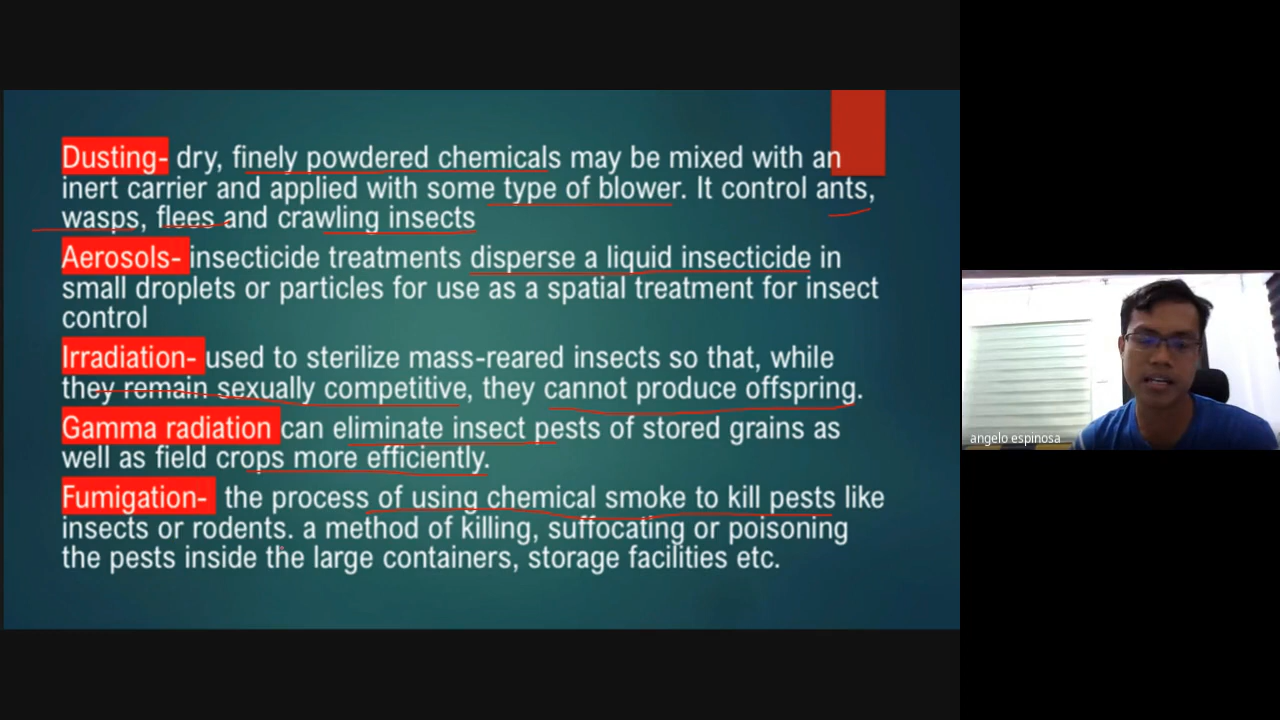 Dusting- dry, finely powdered chemicals may be mixed with an
inert carrier and applied with some type of blower. It control ants,
wasps, flees and crawling insects
Aerosols- insecticide treatments disperse a liquid insecticide in
small droplets or particles for use as a spatial treatment for insect
control
Irradiation- used to sterilize mass-reared insects so that, while
they remain sexually competitive, they cannot produce offspring.
Gamma radiation can eliminate insect pests of stored grains as
well as field crops more efficiently.
Fumigation- the process of using chemical smoke to kill pests like
insects or rodents. a method of killing, suffocating or poisoning
the pests inside the large containers, storage facilities etc.
angelo espinosa